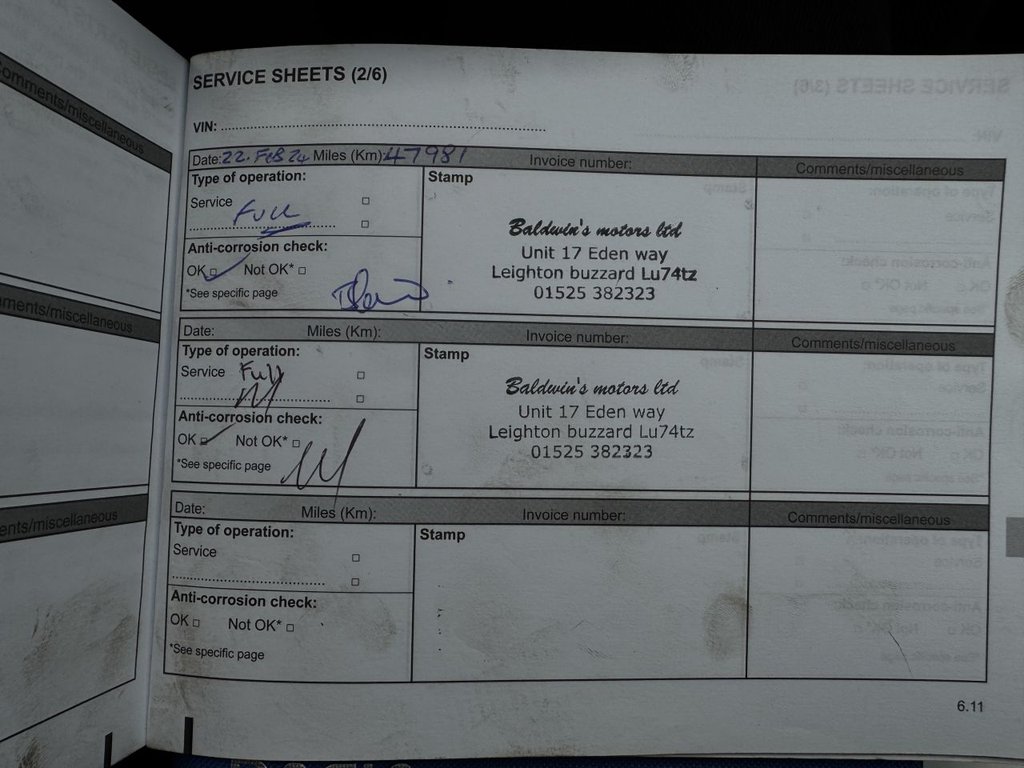 SERVICE SHEETS (2/6)
VIN:
Date: 22. FEB 24 Miles (Km): 47981 Invoice number: Comments/miscellaneous
Type of operation:
Stamp
Service
Full
Baldwin's motors ltd
Unit 17 Eden way
Leighton buzzard Lu74tz
01525 382323
Anti-corrosion check:
OK □ Not OK* □
*See specific page
Date: Miles (Km): Invoice number: Comments/miscellaneous
Type of operation:
Stamp
Service Full
Baldwin's motors ltd
Unit 17 Eden way
Leighton buzzard Lu74tz
01525 382323
Anti-corrosion check:
OK □ Not OK* □
*See specific page
Date: Miles (Km): Invoice number: Comments/miscellaneous
Type of operation:
Stamp
Service
Anti-corrosion check:
OK □ Not OK* □
*See specific page
6.11